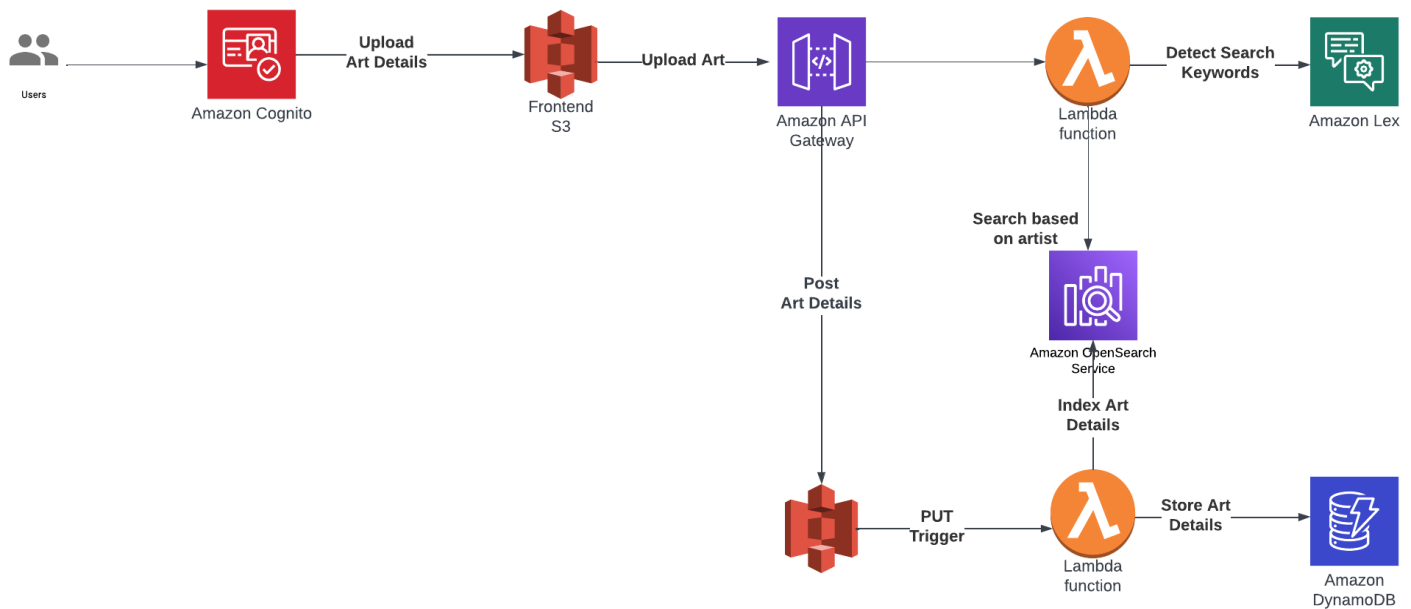 Users
Amazon Cognito
Upload
Art Details
Frontend
S3
Upload Art
Amazon API
Gateway
Lambda
function
Detect Search
Keywords
Amazon Lex
Search based
on artist
Post
Art Details
Amazon OpenSearch
Service
Index Art
Details
PUT
Trigger
Lambda
function
Store Art
Details
Amazon
DynamoDB